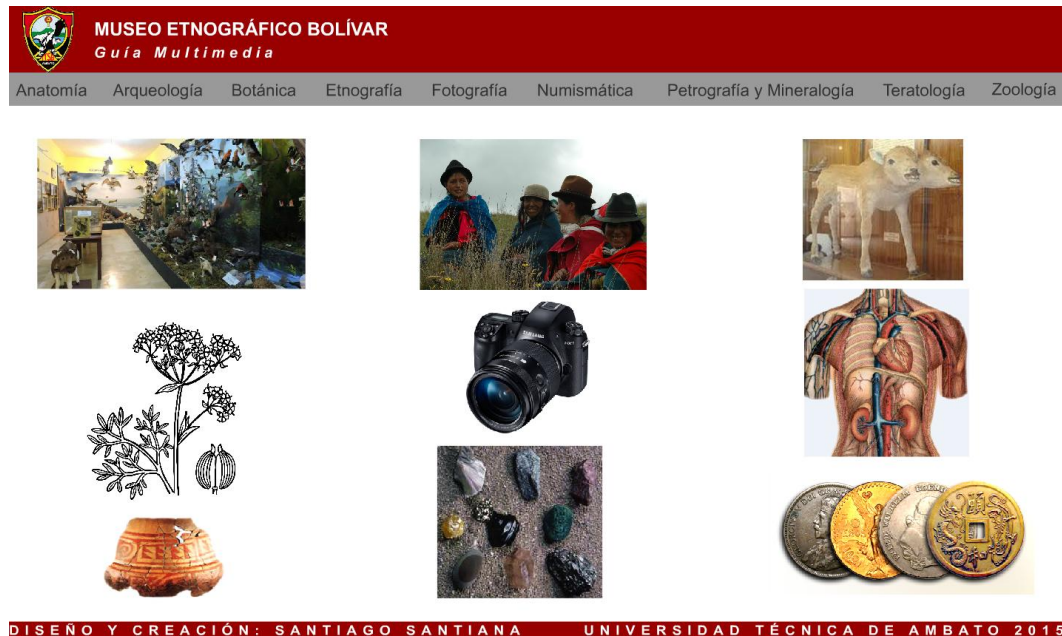 MUSEO ETNOGRÁFICO BOLÍVAR
Guía Multimedia
Anatomía Arqueología Botánica Etnografía Fotografía Numismática Petrografía y Mineralogía Teratología Zoología
SAMSUNG
DISEÑO Y CREACIÓN: SANTIAGO SANTIANA UNIVERSIDAD TÉCNICA DE AMBATO 2015